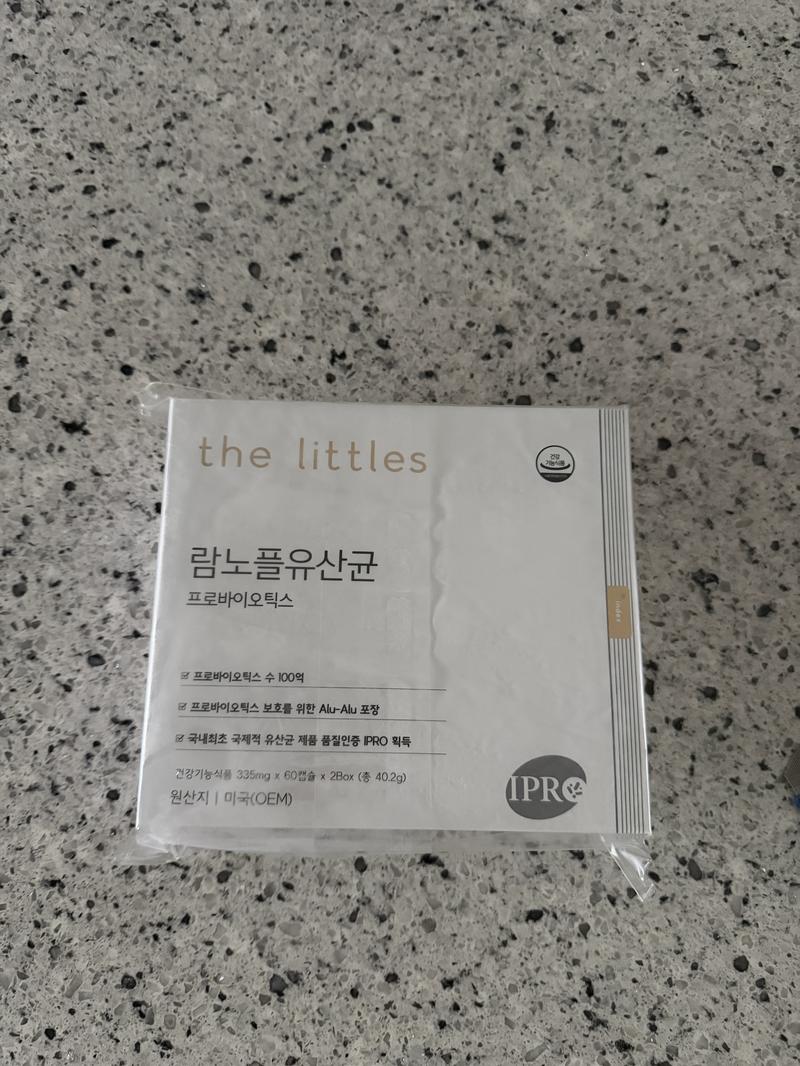 the littles
건강
기능식품
람노플유산균
프로바이오틱스
index
프로바이오틱스 수 100억
프로바이오틱스 보호를 위한 Alu-Alu 포장
국내최초 국제적 유산균 제품 품질인증 IPRO 획득
건강기능식품 335mg x 60캡슐 x 2Box (총 40.2g)
원산지 | 미국(OEM)
IPRO